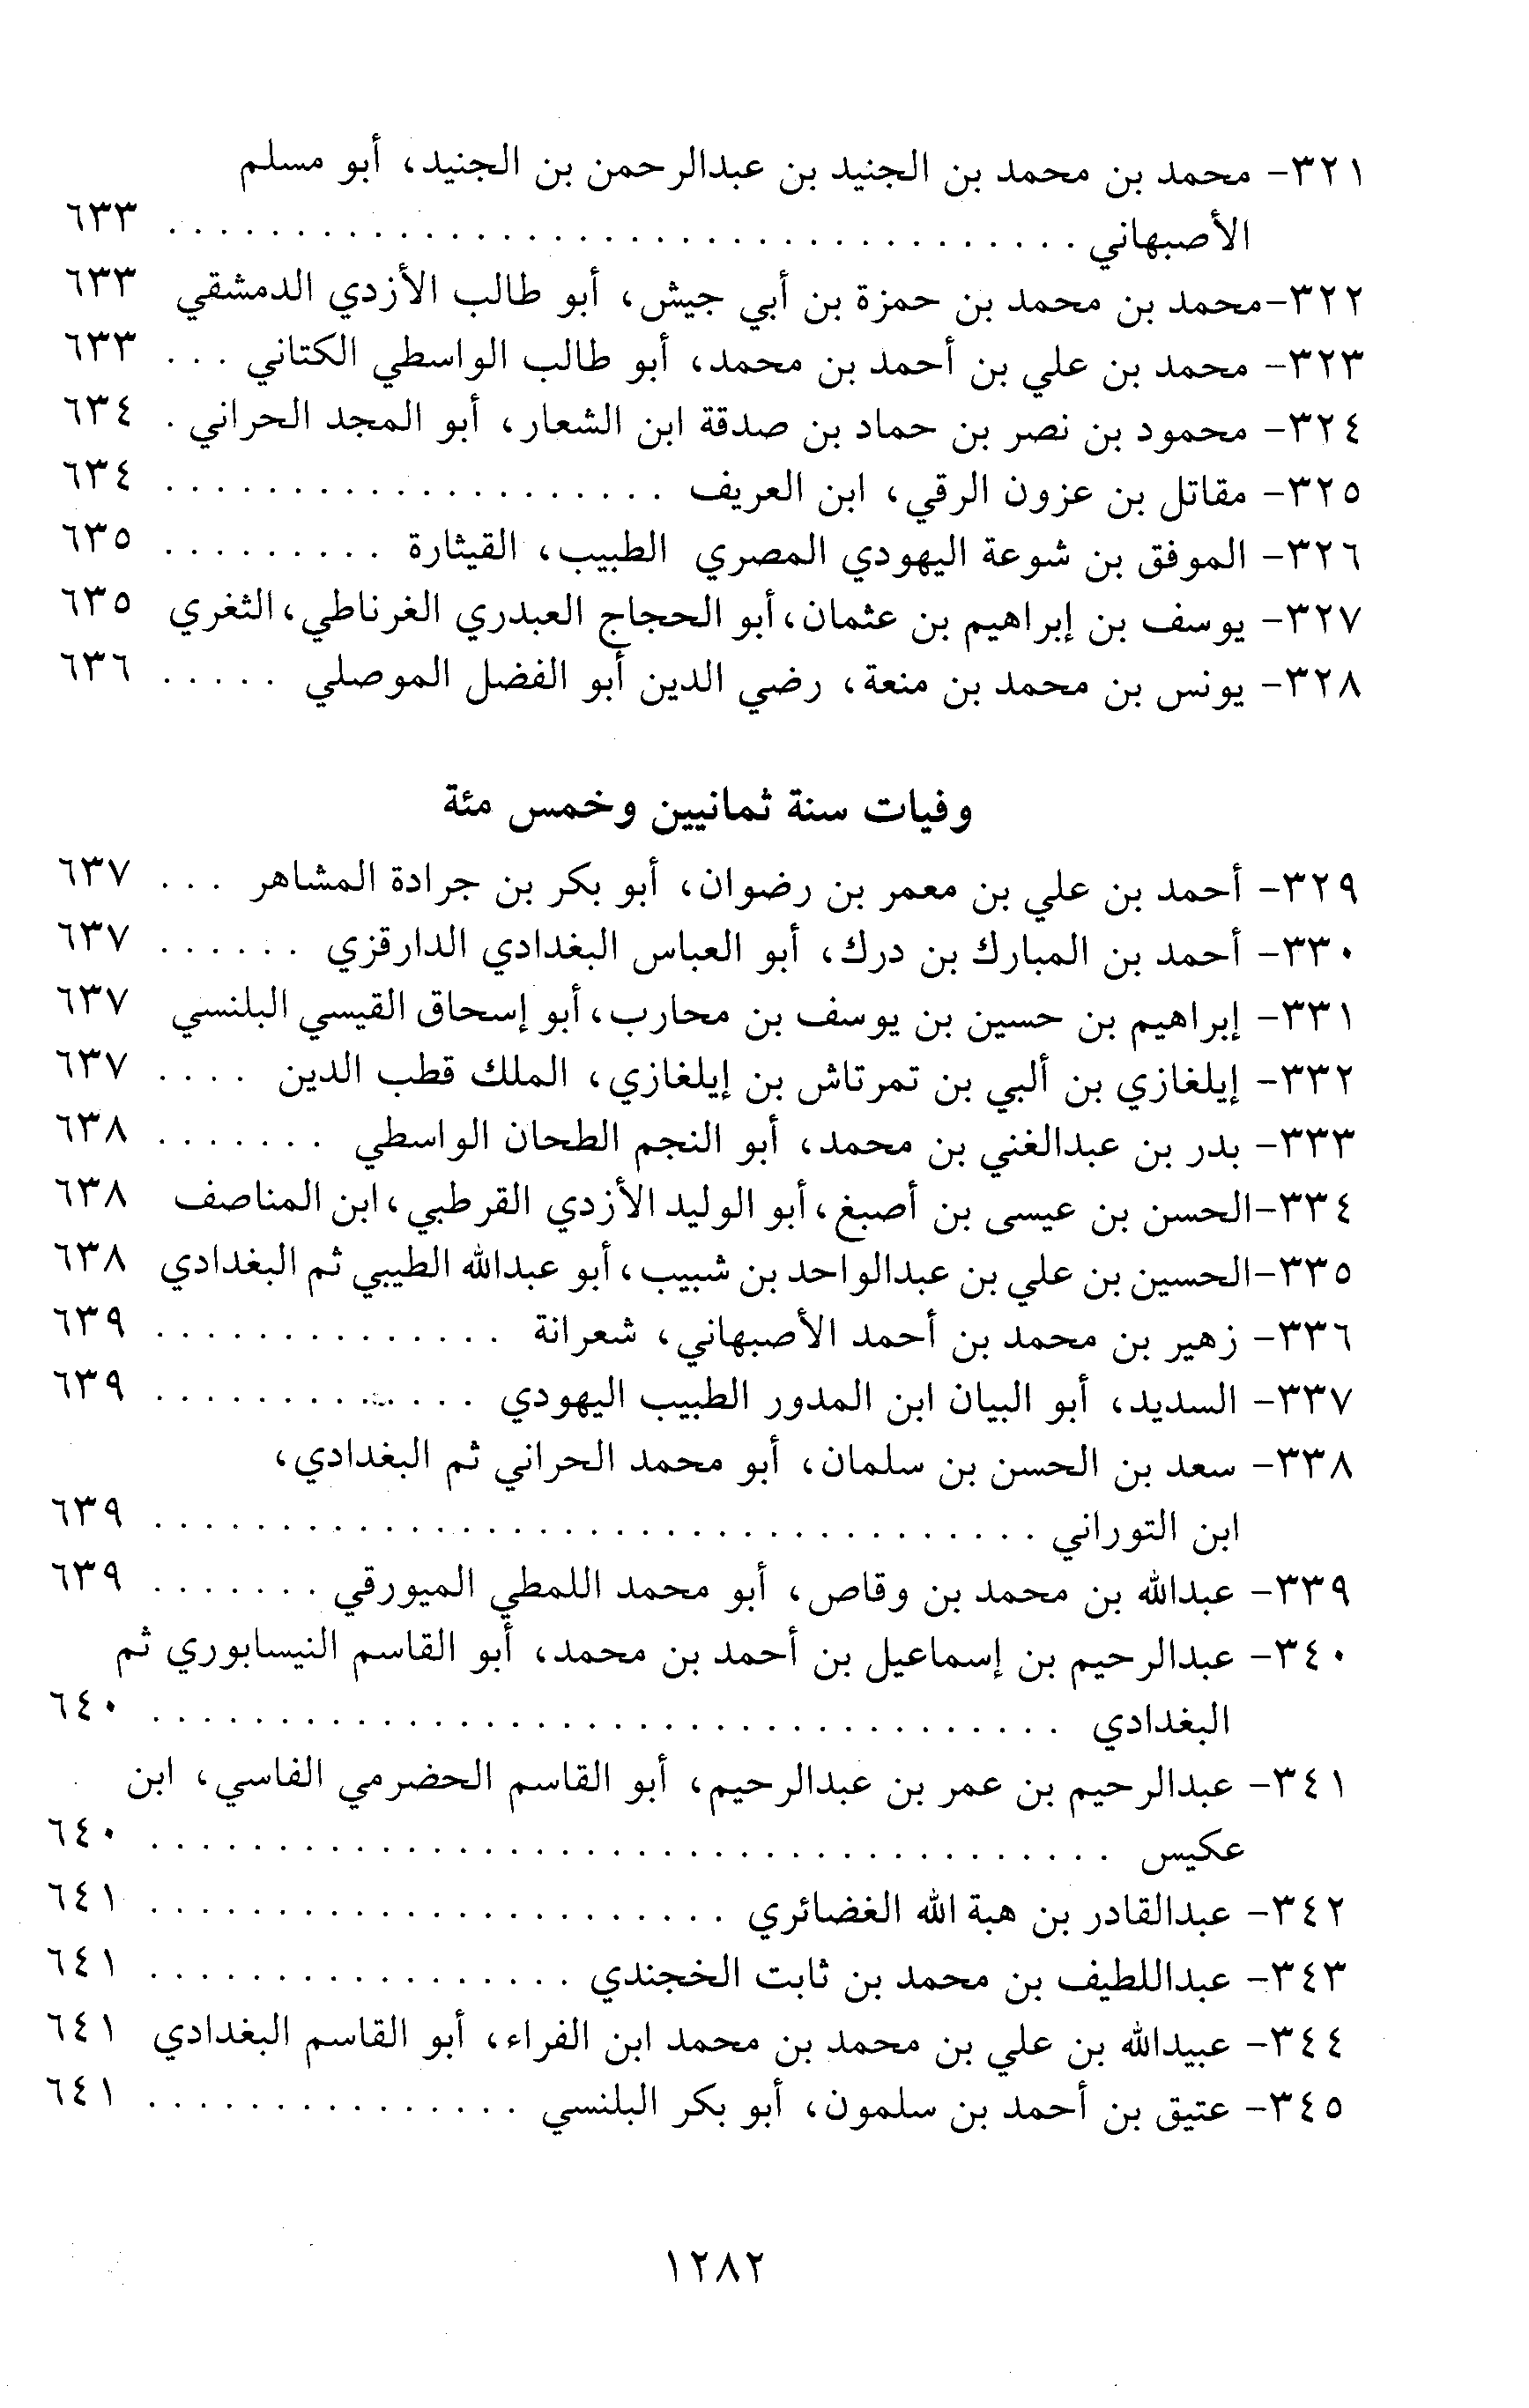 ٣٢١- محمد بن محمد بن الجنيد بن عبدالرحمن بن الجنيد، أبو مسلم
الأصبهاني . . . . . . . . . . . . . . . . . . . . . . . . . . . . . . . . . . . . ٦٣٣
٣٢٢-محمد بن محمد بن حمزة بن أبي جيش، أبو طالب الأزدي الدمشقي ٦٣٣
٣٢٣- محمد بن علي بن أحمد بن محمد، أبو طالب الواسطي الكتاني . . . ٦٣٣
٣٢٤- محمود بن نصر بن حماد بن صدقة ابن الشعار، أبو المجد الحراني . ٦٣٤
٣٢٥- مقاتل بن عزون الرقي، ابن العريف . . . . . . . . . . . . . . . . . . . . ٦٣٤
٣٢٦- الموفق بن شوعة اليهودي المصري الطبيب، القيثارة . . . . . . . . . ٦٣٥
٣٢٧- يوسف بن إبراهيم بن عثمان،أبو الحجاج العبدري الغرناطي،الثغري ٦٣٥
٣٢٨- يونس بن محمد بن منعة، رضي الدين أبو الفضل الموصلي . . . . . ٦٣٦
وفيات سنة ثمانيين وخمس مئة
٣٢٩- أحمد بن علي بن معمر بن رضوان، أبو بكر بن جرادة المشاهر . . . ٦٣٧
٣٣٠- أحمد بن المبارك بن درك، أبو العباس البغدادي الدارقزي . . . . . . ٦٣٧
٣٣١- إبراهيم بن حسين بن يوسف بن محارب،أبو إسحاق القيسي البلنسي ٦٣٧
٣٣٢- إيلغازي بن ألبي بن تمرتاش بن إيلغازي، الملك قطب الدين . . . . ٦٣٧
٣٣٣- بدر بن عبدالغني بن محمد، أبو النجم الطحان الواسطي . . . . . . . ٦٣٨
٣٣٤-الحسن بن عيسى بن أصبغ،أبو الوليد الأزدي القرطبي،ابن المناصف ٦٣٨
٣٣٥-الحسين بن علي بن عبدالواحد بن شبيب،أبو عبدالله الطيبي ثم البغدادي ٦٣٨
٣٣٦- زهير بن محمد بن أحمد الأصبهاني، شعرانة . . . . . . . . . . . . . . ٦٣٩
٣٣٧- السديد، أبو البيان ابن المدور الطبيب اليهودي . . . . . . . . . . . . . ٦٣٩
٣٣٨- سعد بن الحسن بن سلمان، أبو محمد الحراني ثم البغدادي،
ابن التوراني . . . . . . . . . . . . . . . . . . . . . . . . . . . . . . . . . . . ٦٣٩
٣٣٩- عبدالله بن محمد بن وقاص، أبو محمد اللمطي الميورقي . . . . . . . ٦٣٩
٣٤٠- عبدالرحيم بن إسماعيل بن أحمد بن محمد، أبو القاسم النيسابوري ثم
البغدادي . . . . . . . . . . . . . . . . . . . . . . . . . . . . . . . . . . . . ٦٤٠
٣٤١- عبدالرحيم بن عمر بن عبدالرحيم، أبو القاسم الحضرمي الفاسي، ابن
عكيس . . . . . . . . . . . . . . . . . . . . . . . . . . . . . . . . . . . . . . ٦٤٠
٣٤٢- عبدالقادر بن هبة الله الغضائري . . . . . . . . . . . . . . . . . . . . . . . ٦٤١
٣٤٣- عبداللطيف بن محمد بن ثابت الخجندي . . . . . . . . . . . . . . . . . ٦٤١
٣٤٤- عبيدالله بن علي بن محمد بن محمد ابن الفراء، أبو القاسم البغدادي ٦٤١
٣٤٥- عتيق بن أحمد بن سلمون، أبو بكر البلنسي . . . . . . . . . . . . . . . ٦٤١
١٢٨٢